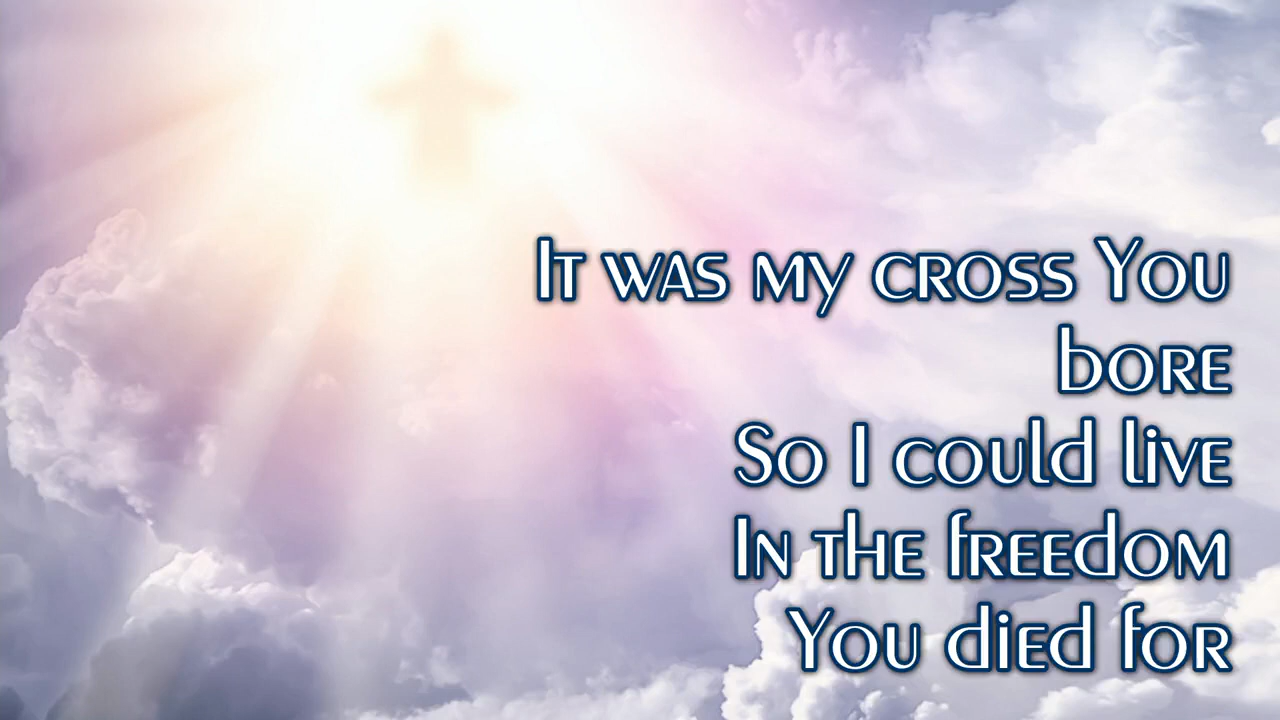 It was my cross You
bore
So I could live
In the freedom
You died for